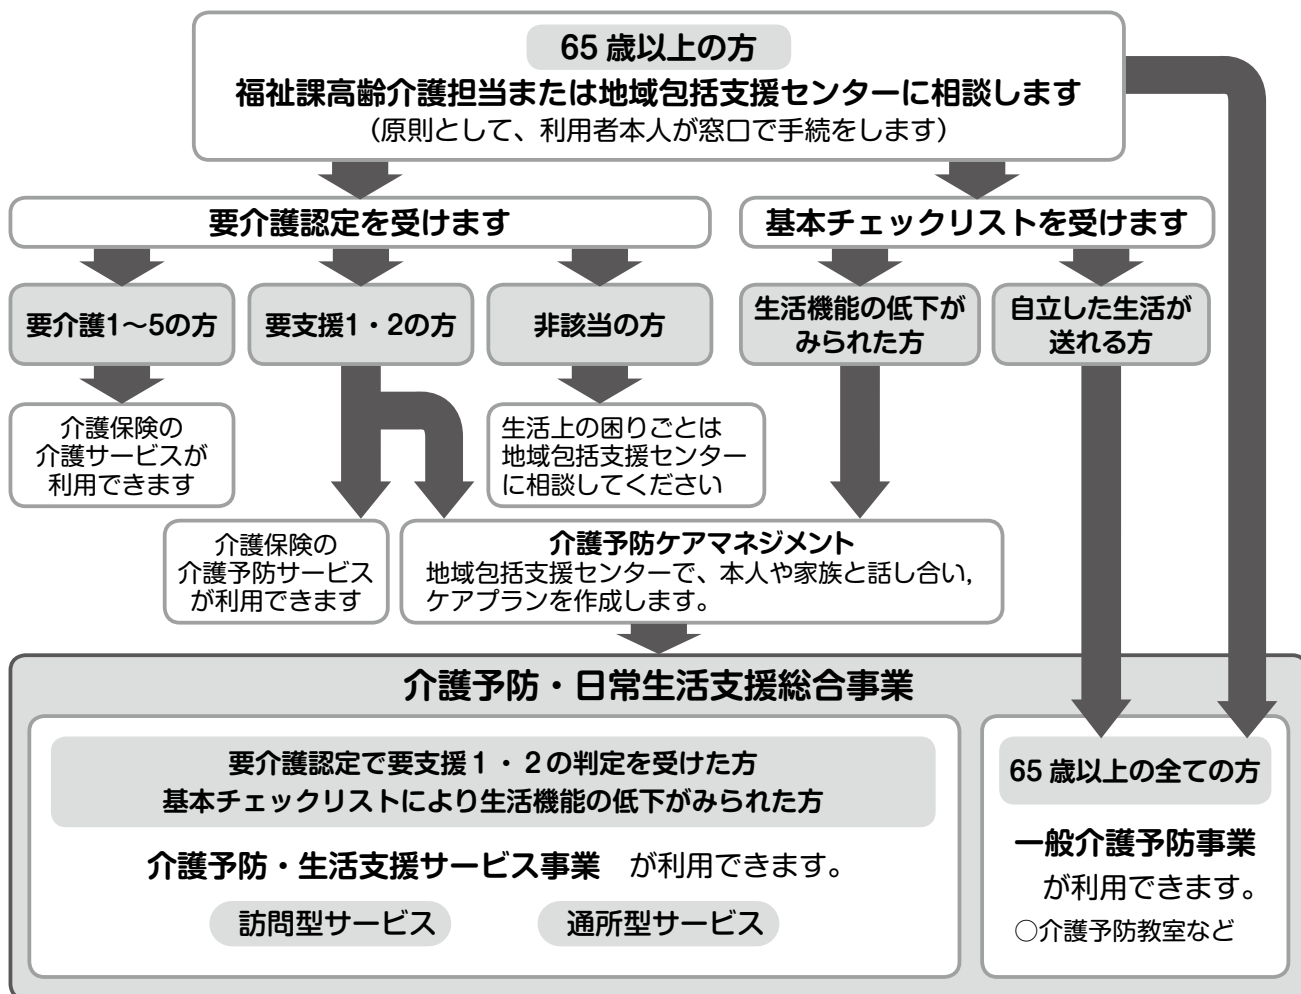 65 歳以上の方
福祉課高齢介護担当または地域包括支援センターに相談します
（原則として、利用者本人が窓口で手続をします）
要介護認定を受けます
基本チェックリストを受けます
要介護1～5の方
要支援1・2の方
非該当の方
生活機能の低下が
みられた方
自立した生活が
送れる方
介護保険の
介護サービスが
利用できます
生活上の困りごとは
地域包括支援センター
に相談してください
介護保険の
介護予防サービス
が利用できます
介護予防ケアマネジメント
地域包括支援センターで、本人や家族と話し合い,
ケアプランを作成します。
介護予防・日常生活支援総合事業
要介護認定で要支援1・2の判定を受けた方
基本チェックリストにより生活機能の低下がみられた方
介護予防・生活支援サービス事業 が利用できます。
訪問型サービス
通所型サービス
65 歳以上の全ての方
一般介護予防事業
が利用できます。
○介護予防教室など